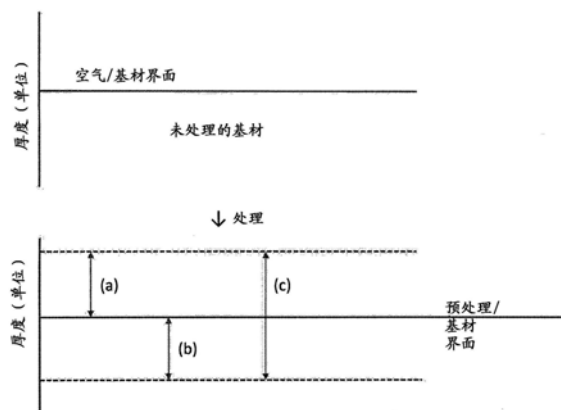 空气/基材界面
厚度（单位）
未处理的基材
↓ 处理
(a)
(c)
预处理/
基材
界面
厚度（单位）
(b)